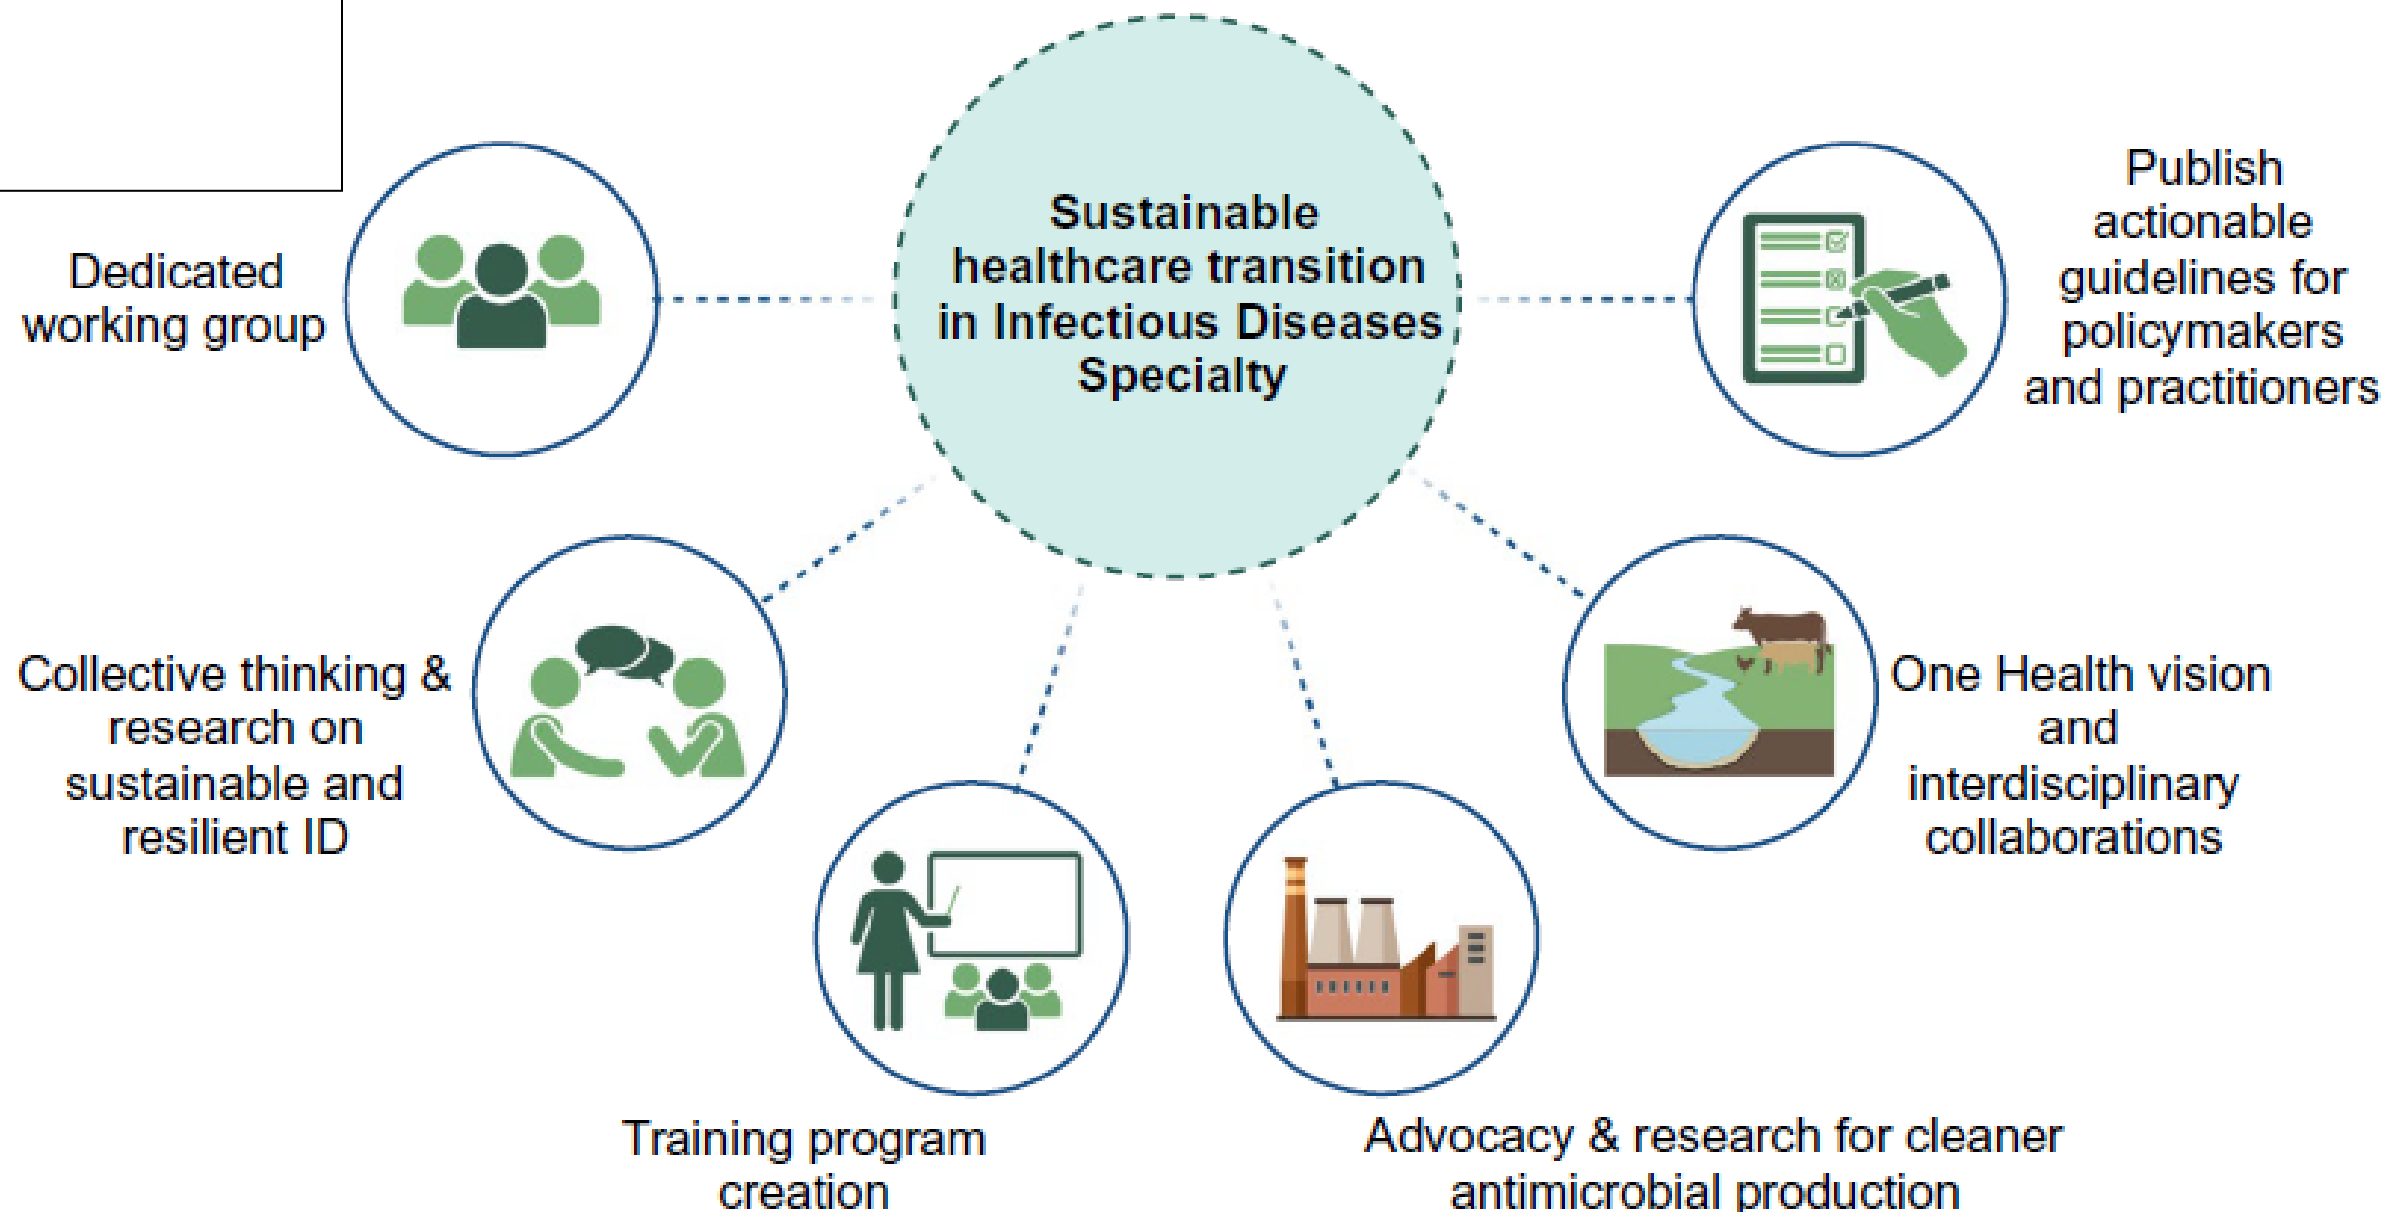 Sustainable
healthcare transition
in Infectious Diseases
Specialty
Dedicated
working group
Collective thinking &
research on
sustainable and
resilient ID
Training program
creation
Advocacy & research for cleaner
antimicrobial production
One Health vision
and
interdisciplinary
collaborations
Publish
actionable
guidelines for
policymakers
and practitioners